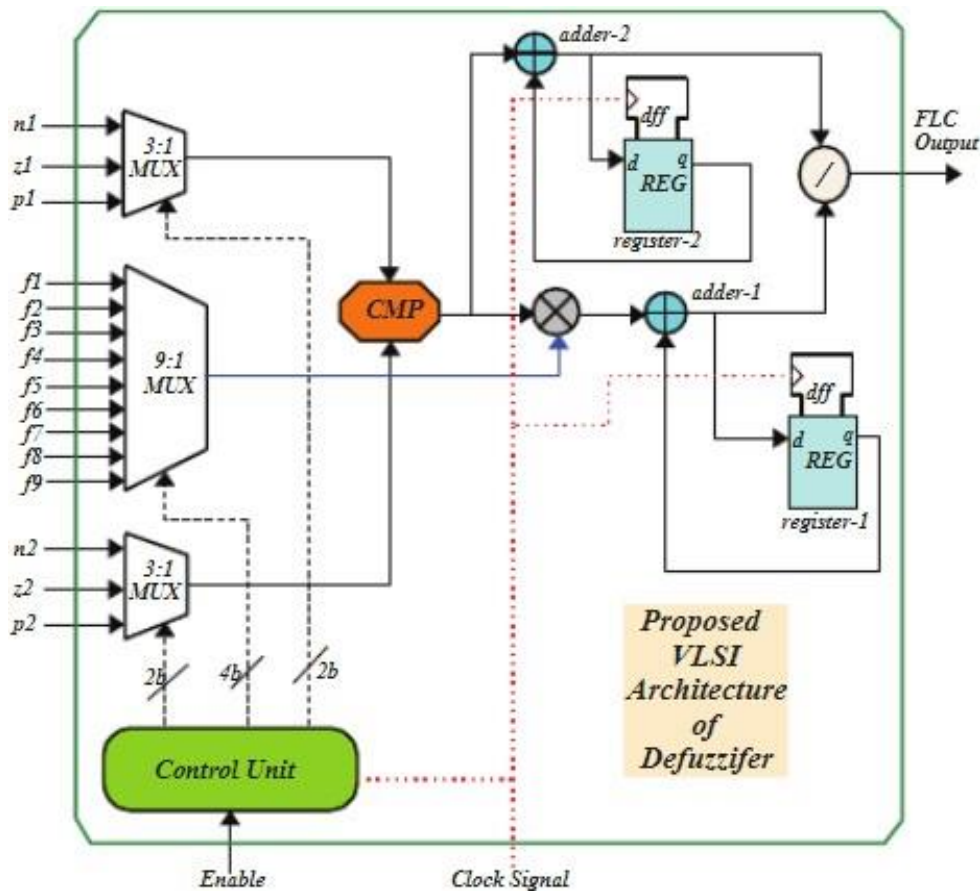 adder-2
n1
z1
p1
3:1
MUX
dff
d
q
REG
register-2
/
FLC
Output
f1
f2
f3
f4
f5
f6
f7
f8
f9
9:1
MUX
CMP
adder-1
dff
d
q
REG
register-1
n2
z2
p2
3:1
MUX
2b
4b
2b
Proposed
VLSI
Architecture
of
Defuzzifer
Control Unit
Enable
Clock Signal